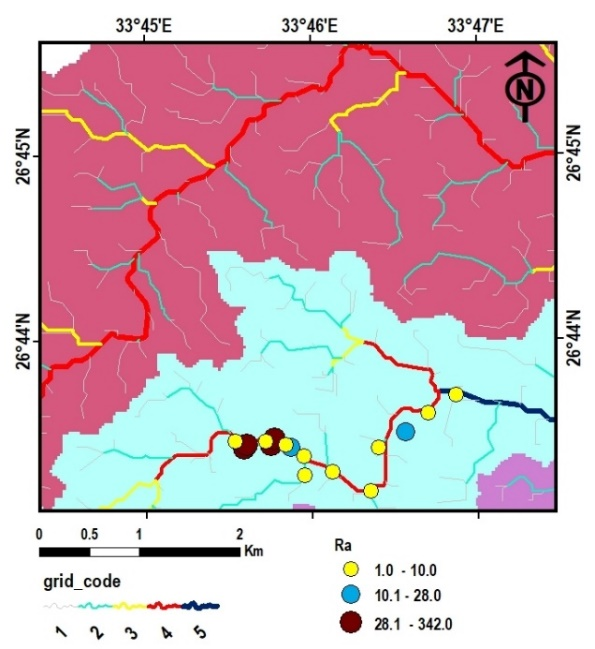 33°45'E 33°46'E 33°47'E
N
26°45'N 26°45'N
26°44'N 26°44'N
0 0.5 1 2
Km
Ra
1.0 - 10.0
10.1 - 28.0
28.1 - 342.0
grid_code
1 2 3 4 5